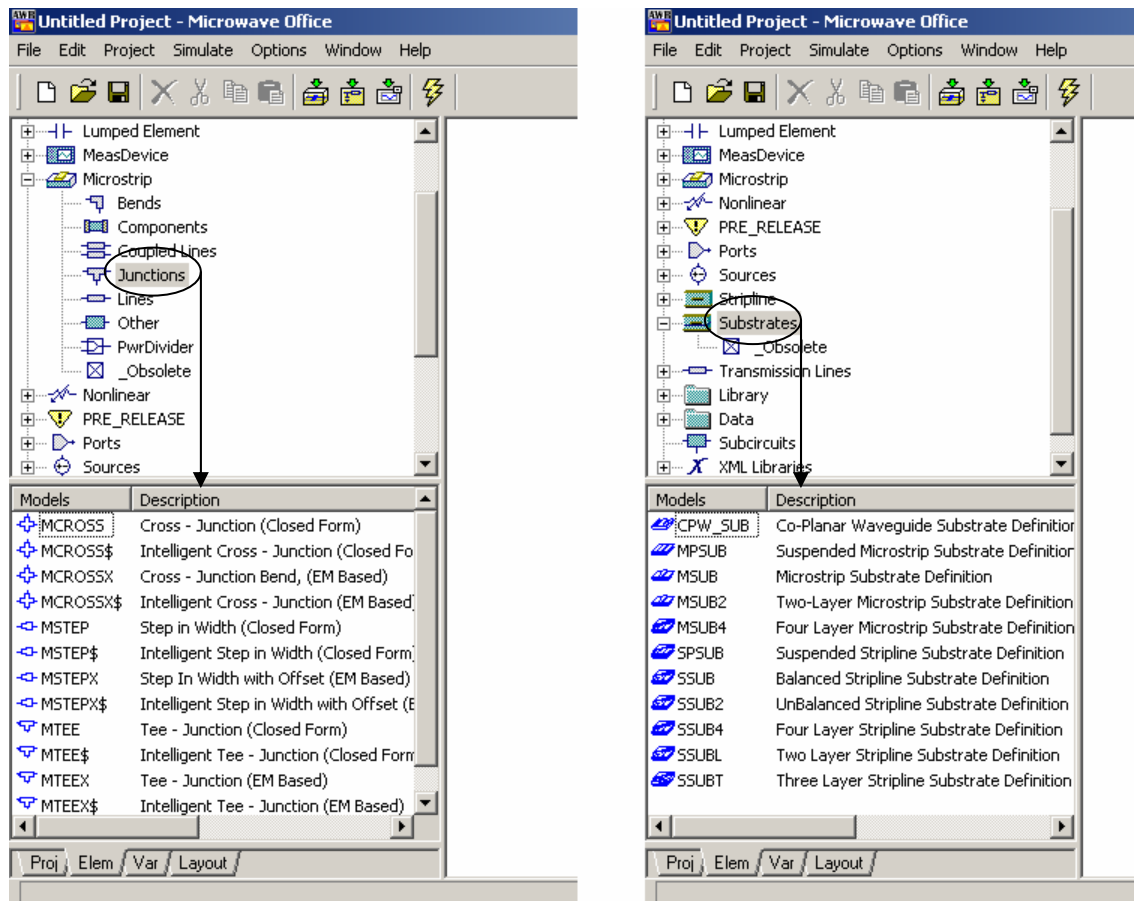 Untitled Project - Microwave Office
File Edit Project Simulate Options Window Help
Lumped Element
MeasDevice
Microstrip
Bends
Components
Coupled Lines
Junctions
Lines
Other
PwrDivider
_Obsolete
Nonlinear
PRE_RELEASE
Ports
Sources
Models Description
MCROSS Cross - Junction (Closed Form)
MCROSS$ Intelligent Cross - Junction (Closed Fo
MCROSSX Cross - Junction Bend, (EM Based)
MCROSSX$ Intelligent Cross - Junction (EM Based)
MSTEP Step in Width (Closed Form)
MSTEP$ Intelligent Step in Width (Closed Form)
MSTEPX Step In Width with Offset (EM Based)
MSTEPX$ Intelligent Step in Width with Offset (E
MTEE Tee - Junction (Closed Form)
MTEE$ Intelligent Tee - Junction (Closed Form
MTEEX Tee - Junction (EM Based)
MTEEX$ Intelligent Tee - Junction (EM Based)
Proj Elem Var Layout
Untitled Project - Microwave Office
File Edit Project Simulate Options Window Help
Lumped Element
MeasDevice
Microstrip
Nonlinear
PRE_RELEASE
Ports
Sources
Stripline
Substrates
_Obsolete
Transmission Lines
Library
Data
Subcircuits
XML Libraries
Models Description
CPW_SUB Co-Planar Waveguide Substrate Definition
MPSUB Suspended Microstrip Substrate Definition
MSUB Microstrip Substrate Definition
MSUB2 Two-Layer Microstrip Substrate Definition
MSUB4 Four Layer Microstrip Substrate Definition
SPSUB Suspended Stripline Substrate Definition
SSUB Balanced Stripline Substrate Definition
SSUB2 UnBalanced Stripline Substrate Definition
SSUB4 Four Layer Stripline Substrate Definition
SSUBL Two Layer Stripline Substrate Definition
SSUBT Three Layer Stripline Substrate Definition
Proj Elem Var Layout